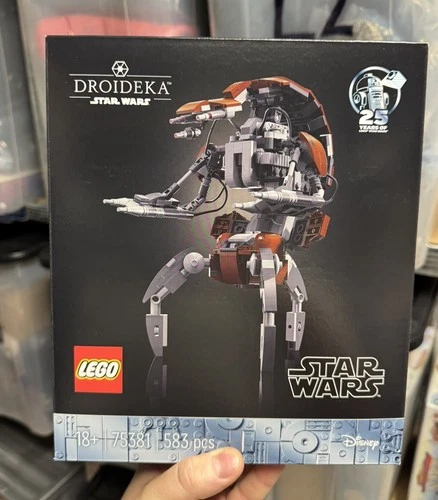 DROIDEKA
STAR WARS
25
YEARS OF
LEGO
STAR WARS
18+ 75381 583 pcs
Disney